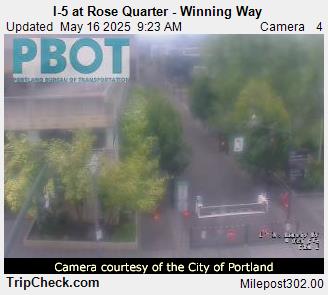 I-5 at Rose Quarter - Winning Way
Updated May 16 2025 9:23 AM Camera 4
PBOT
PORTLAND BUREAU OF TRANSPORTATION
Camera courtesy of the City of Portland
TripCheck.com Milepost302.00